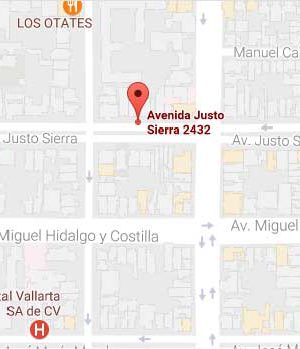 LOS OTATES
Manuel Ca
Avenida Justo
Sierra 2432
Justo Sierra
Av. Justo S
Av. Miguel
Miguel Hidalgo y Costilla
tal Vallarta
SA de CV
H